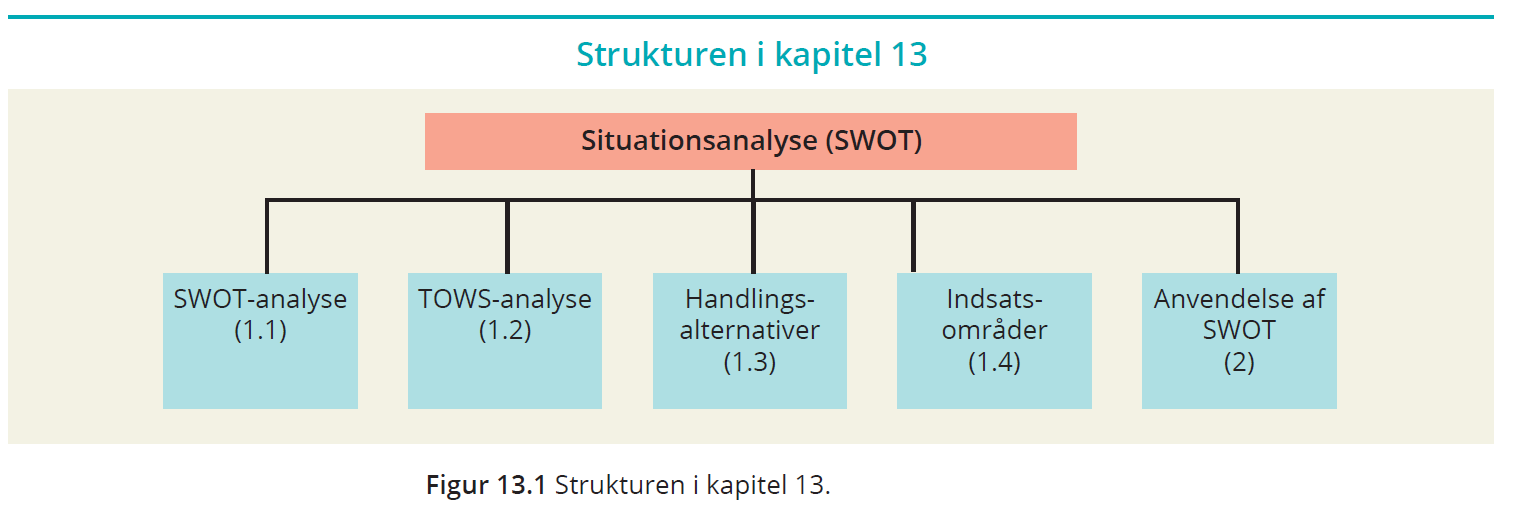 Strukturen i kapitel 13
Situationsanalyse (SWOT)
SWOT-analyse
(1.1)
TOWS-analyse
(1.2)
Handlings-
alternativer
(1.3)
Indsats-
områder
(1.4)
Anvendelse af
SWOT
(2)
Figur 13.1 Strukturen i kapitel 13.